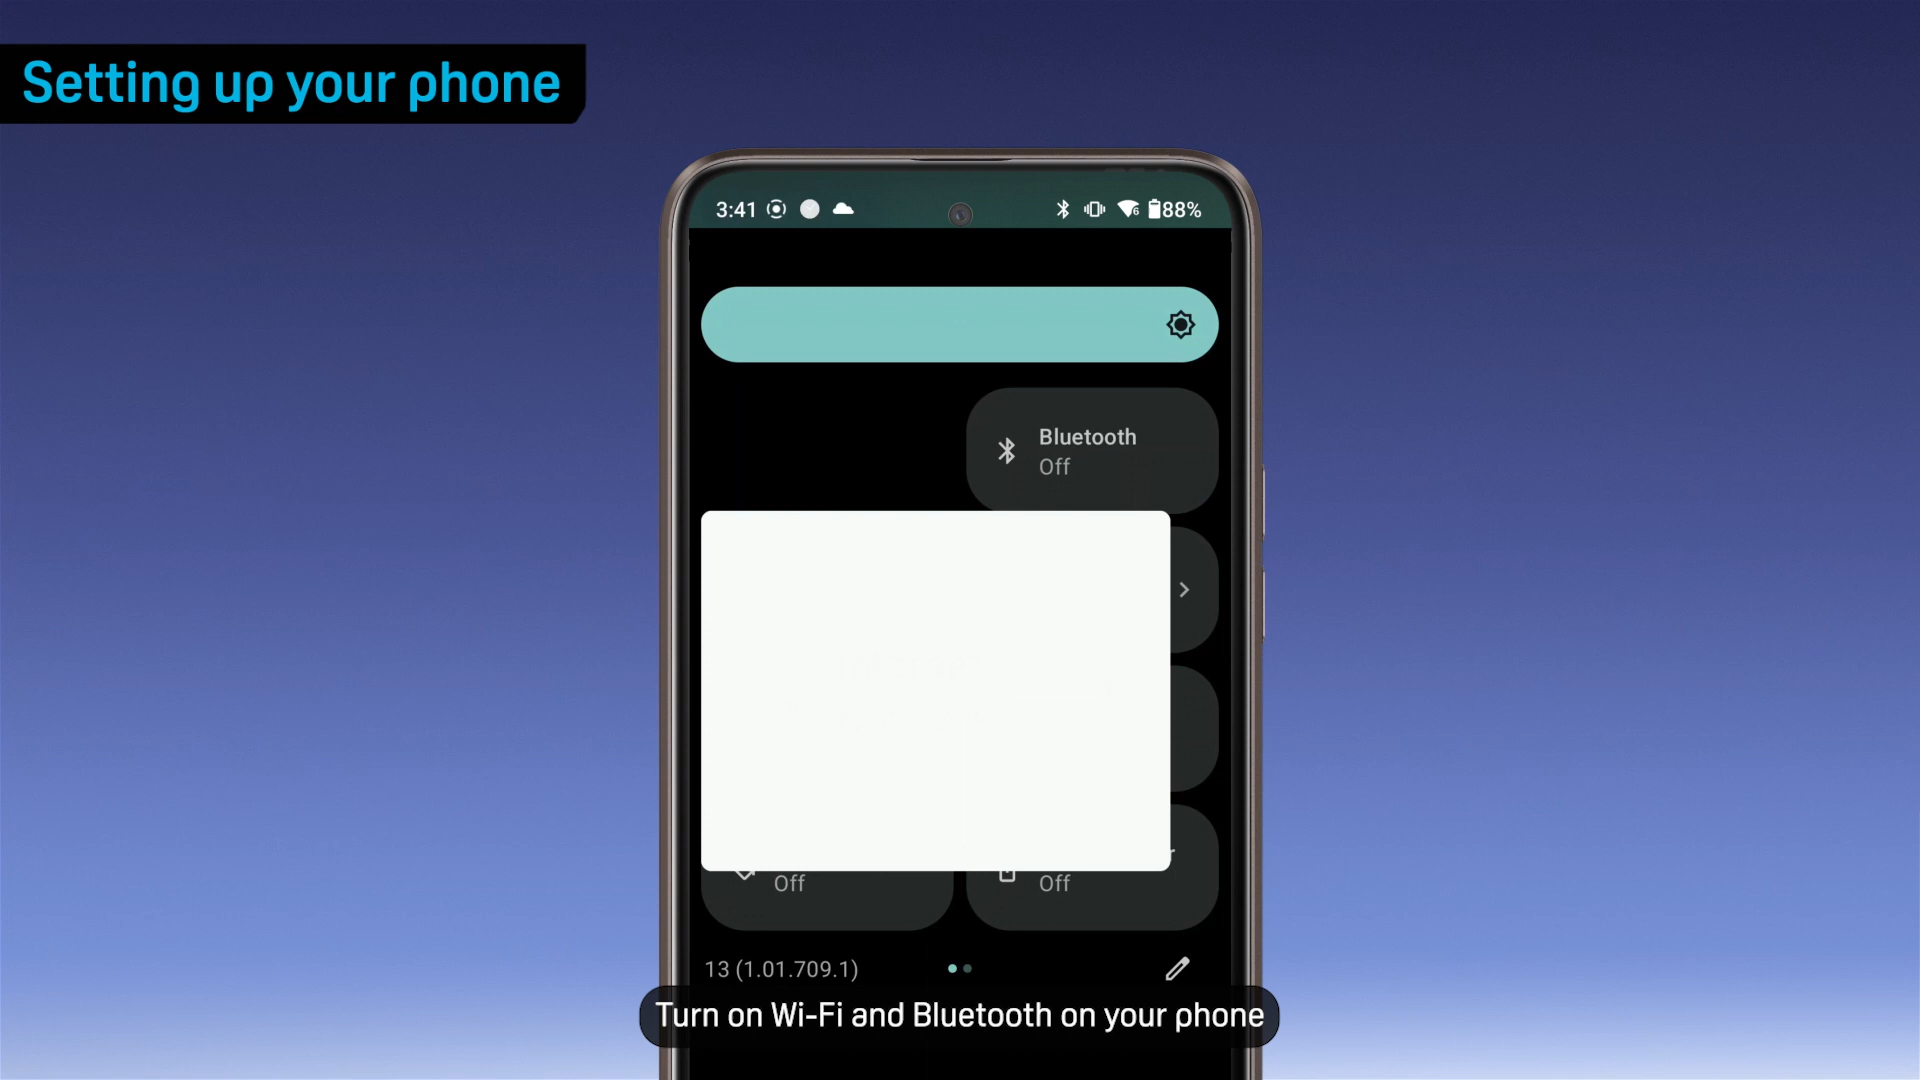 Setting up your phone
3:41 6 88%
Bluetooth
Off
Off
Off
13 (1.01.709.1)
Turn on Wi-Fi and Bluetooth on your phone